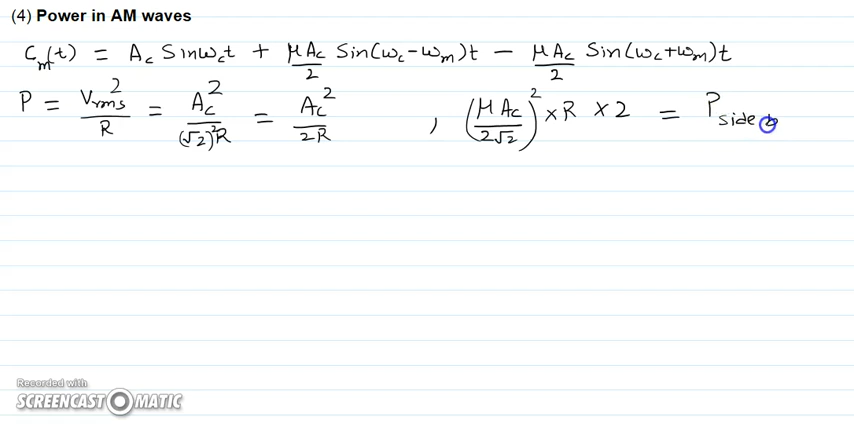 (4) Power in AM waves
Cm(t) = Ac Sinωct + μAc/2 Sin(ωc-ωm)t - μAc/2 Sin(ωc+ωm)t
P = Vrms²/R = Ac²/(√2)²R = Ac²/2R , (μAc/2√2)² × R × 2 = Pside
Recorded with
SCREENCAST-O-MATIC